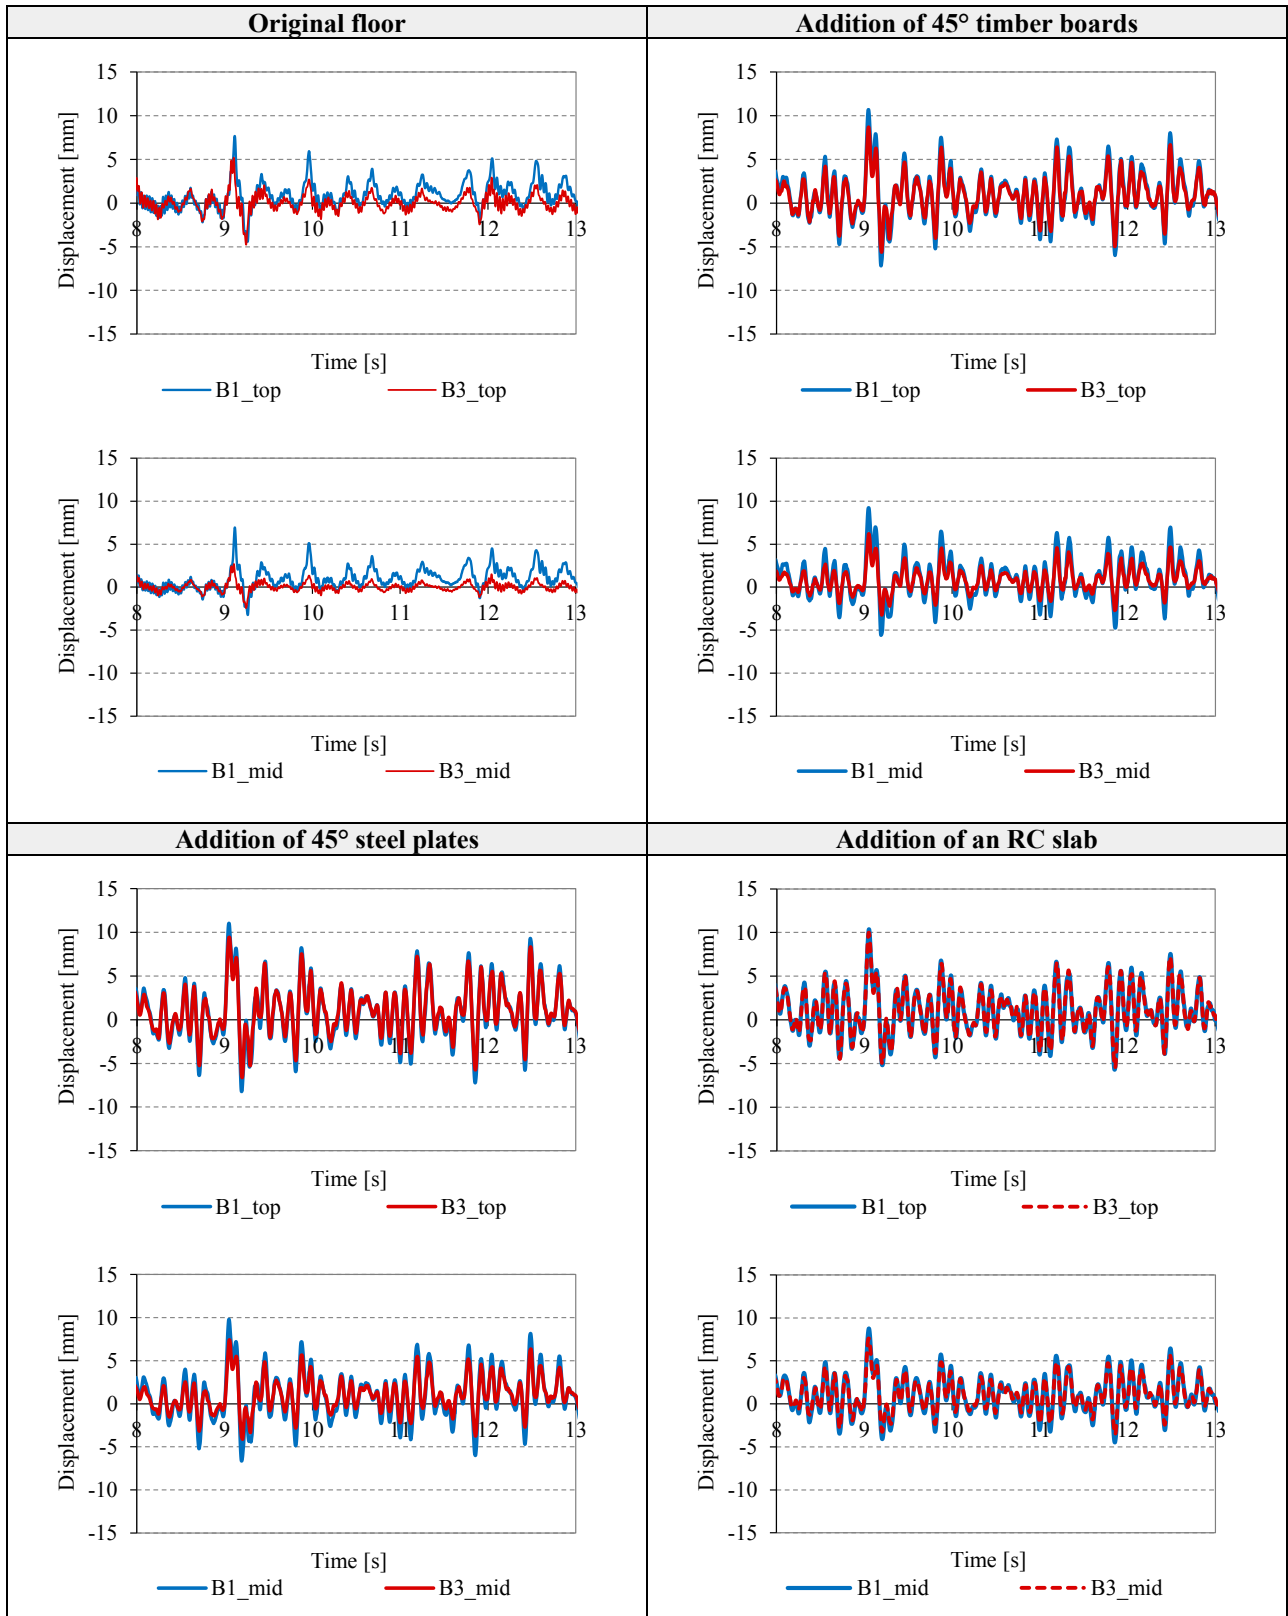 Original floor
Addition of 45° timber boards
15
10
5
0
-5
-10
-15
Displacement [mm]
8 9 10 11 12 13
Time [s]
B1_top B3_top
15
10
5
0
-5
-10
-15
Displacement [mm]
8 9 10 11 12 13
Time [s]
B1_top B3_top
15
10
5
0
-5
-10
-15
Displacement [mm]
8 9 10 11 12 13
Time [s]
B1_mid B3_mid
15
10
5
0
-5
-10
-15
Displacement [mm]
8 9 10 11 12 13
Time [s]
B1_mid B3_mid
Addition of 45° steel plates
Addition of an RC slab
15
10
5
0
-5
-10
-15
Displacement [mm]
8 9 10 11 12 13
Time [s]
B1_top B3_top
15
10
5
0
-5
-10
-15
Displacement [mm]
8 9 10 11 12 13
Time [s]
B1_top B3_top
15
10
5
0
-5
-10
-15
Displacement [mm]
8 9 10 11 12 13
Time [s]
B1_mid B3_mid
15
10
5
0
-5
-10
-15
Displacement [mm]
8 9 10 11 12 13
Time [s]
B1_mid B3_mid